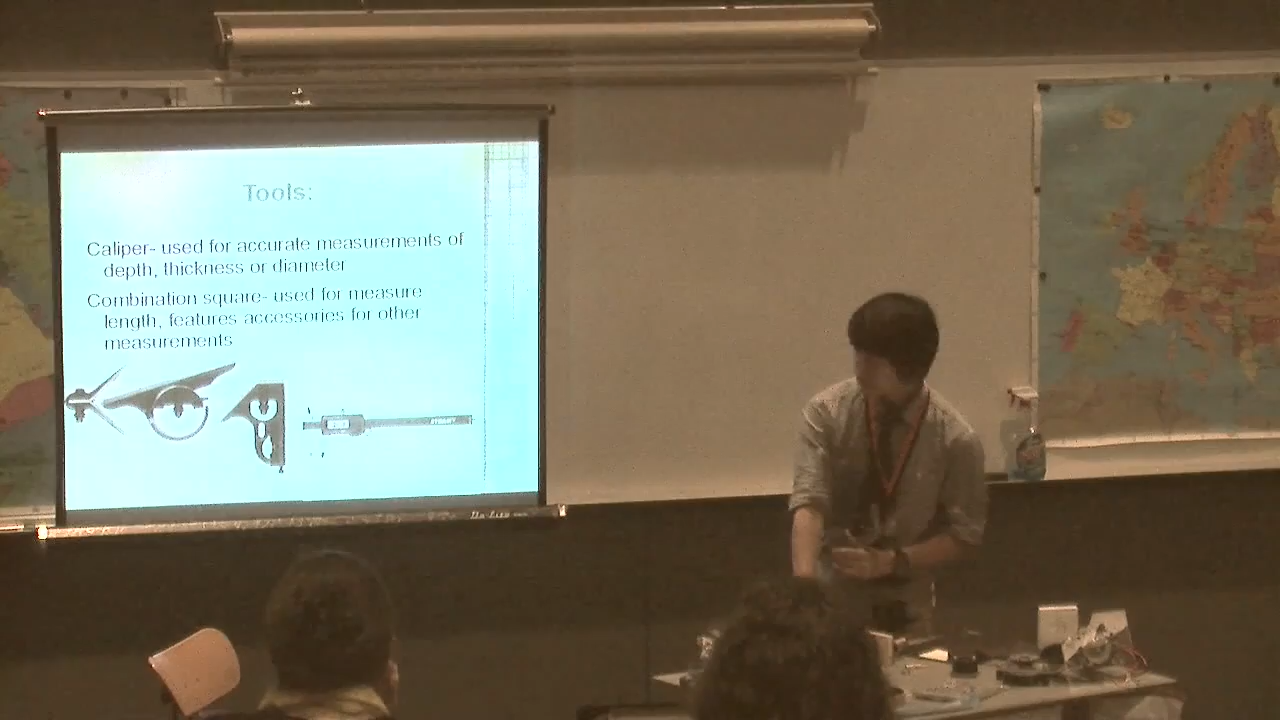 Tools:
Caliper- used for accurate measurements of
depth, thickness or diameter
Combination square- used for measure
length, features accessories for other
measurements